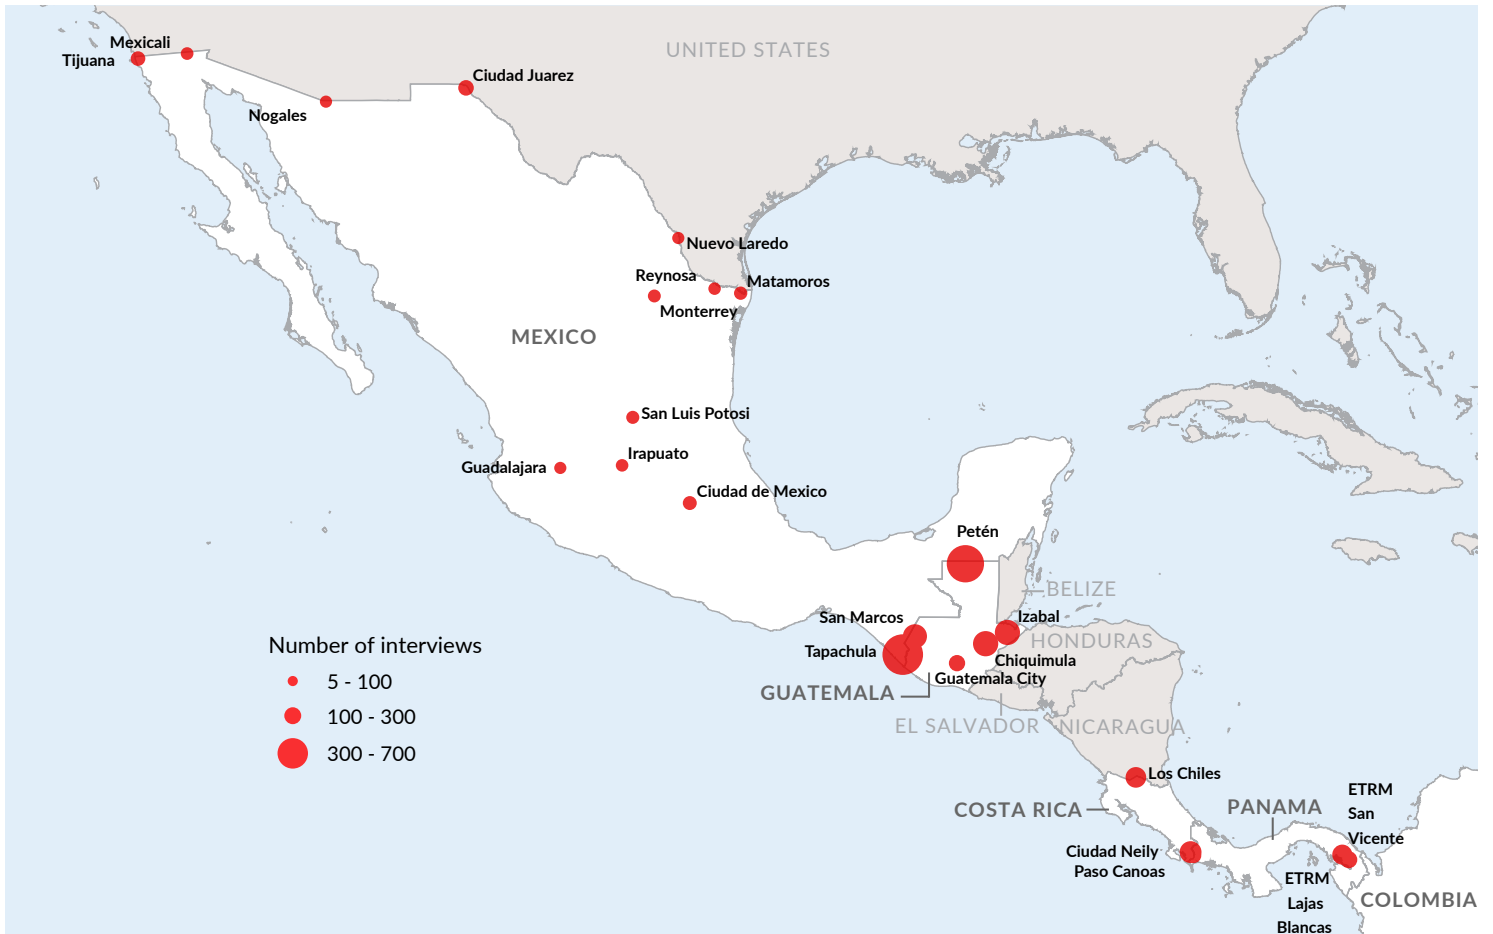 UNITED STATES
Mexicali
Tijuana
Ciudad Juarez
Nogales
Nuevo Laredo
Reynosa
Matamoros
Monterrey
MEXICO
San Luis Potosi
Irapuato
Guadalajara
Ciudad de Mexico
Petén
BELIZE
San Marcos
Izabal
HONDURAS
Tapachula
Chiquimula
Guatemala City
GUATEMALA
EL SALVADOR
NICARAGUA
Number of interviews
5 - 100
100 - 300
300 - 700
Los Chiles
COSTA RICA
PANAMA
ETRM
San
Vicente
Ciudad Neily
Paso Canoas
ETRM
Lajas
Blancas
COLOMBIA